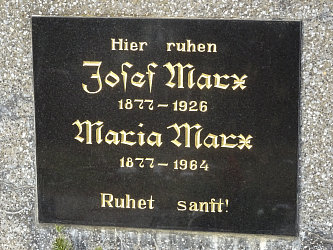 Hier ruhen
Josef Marx
1877-1926
Maria Marx
1877-1964
Ruhet sanft!